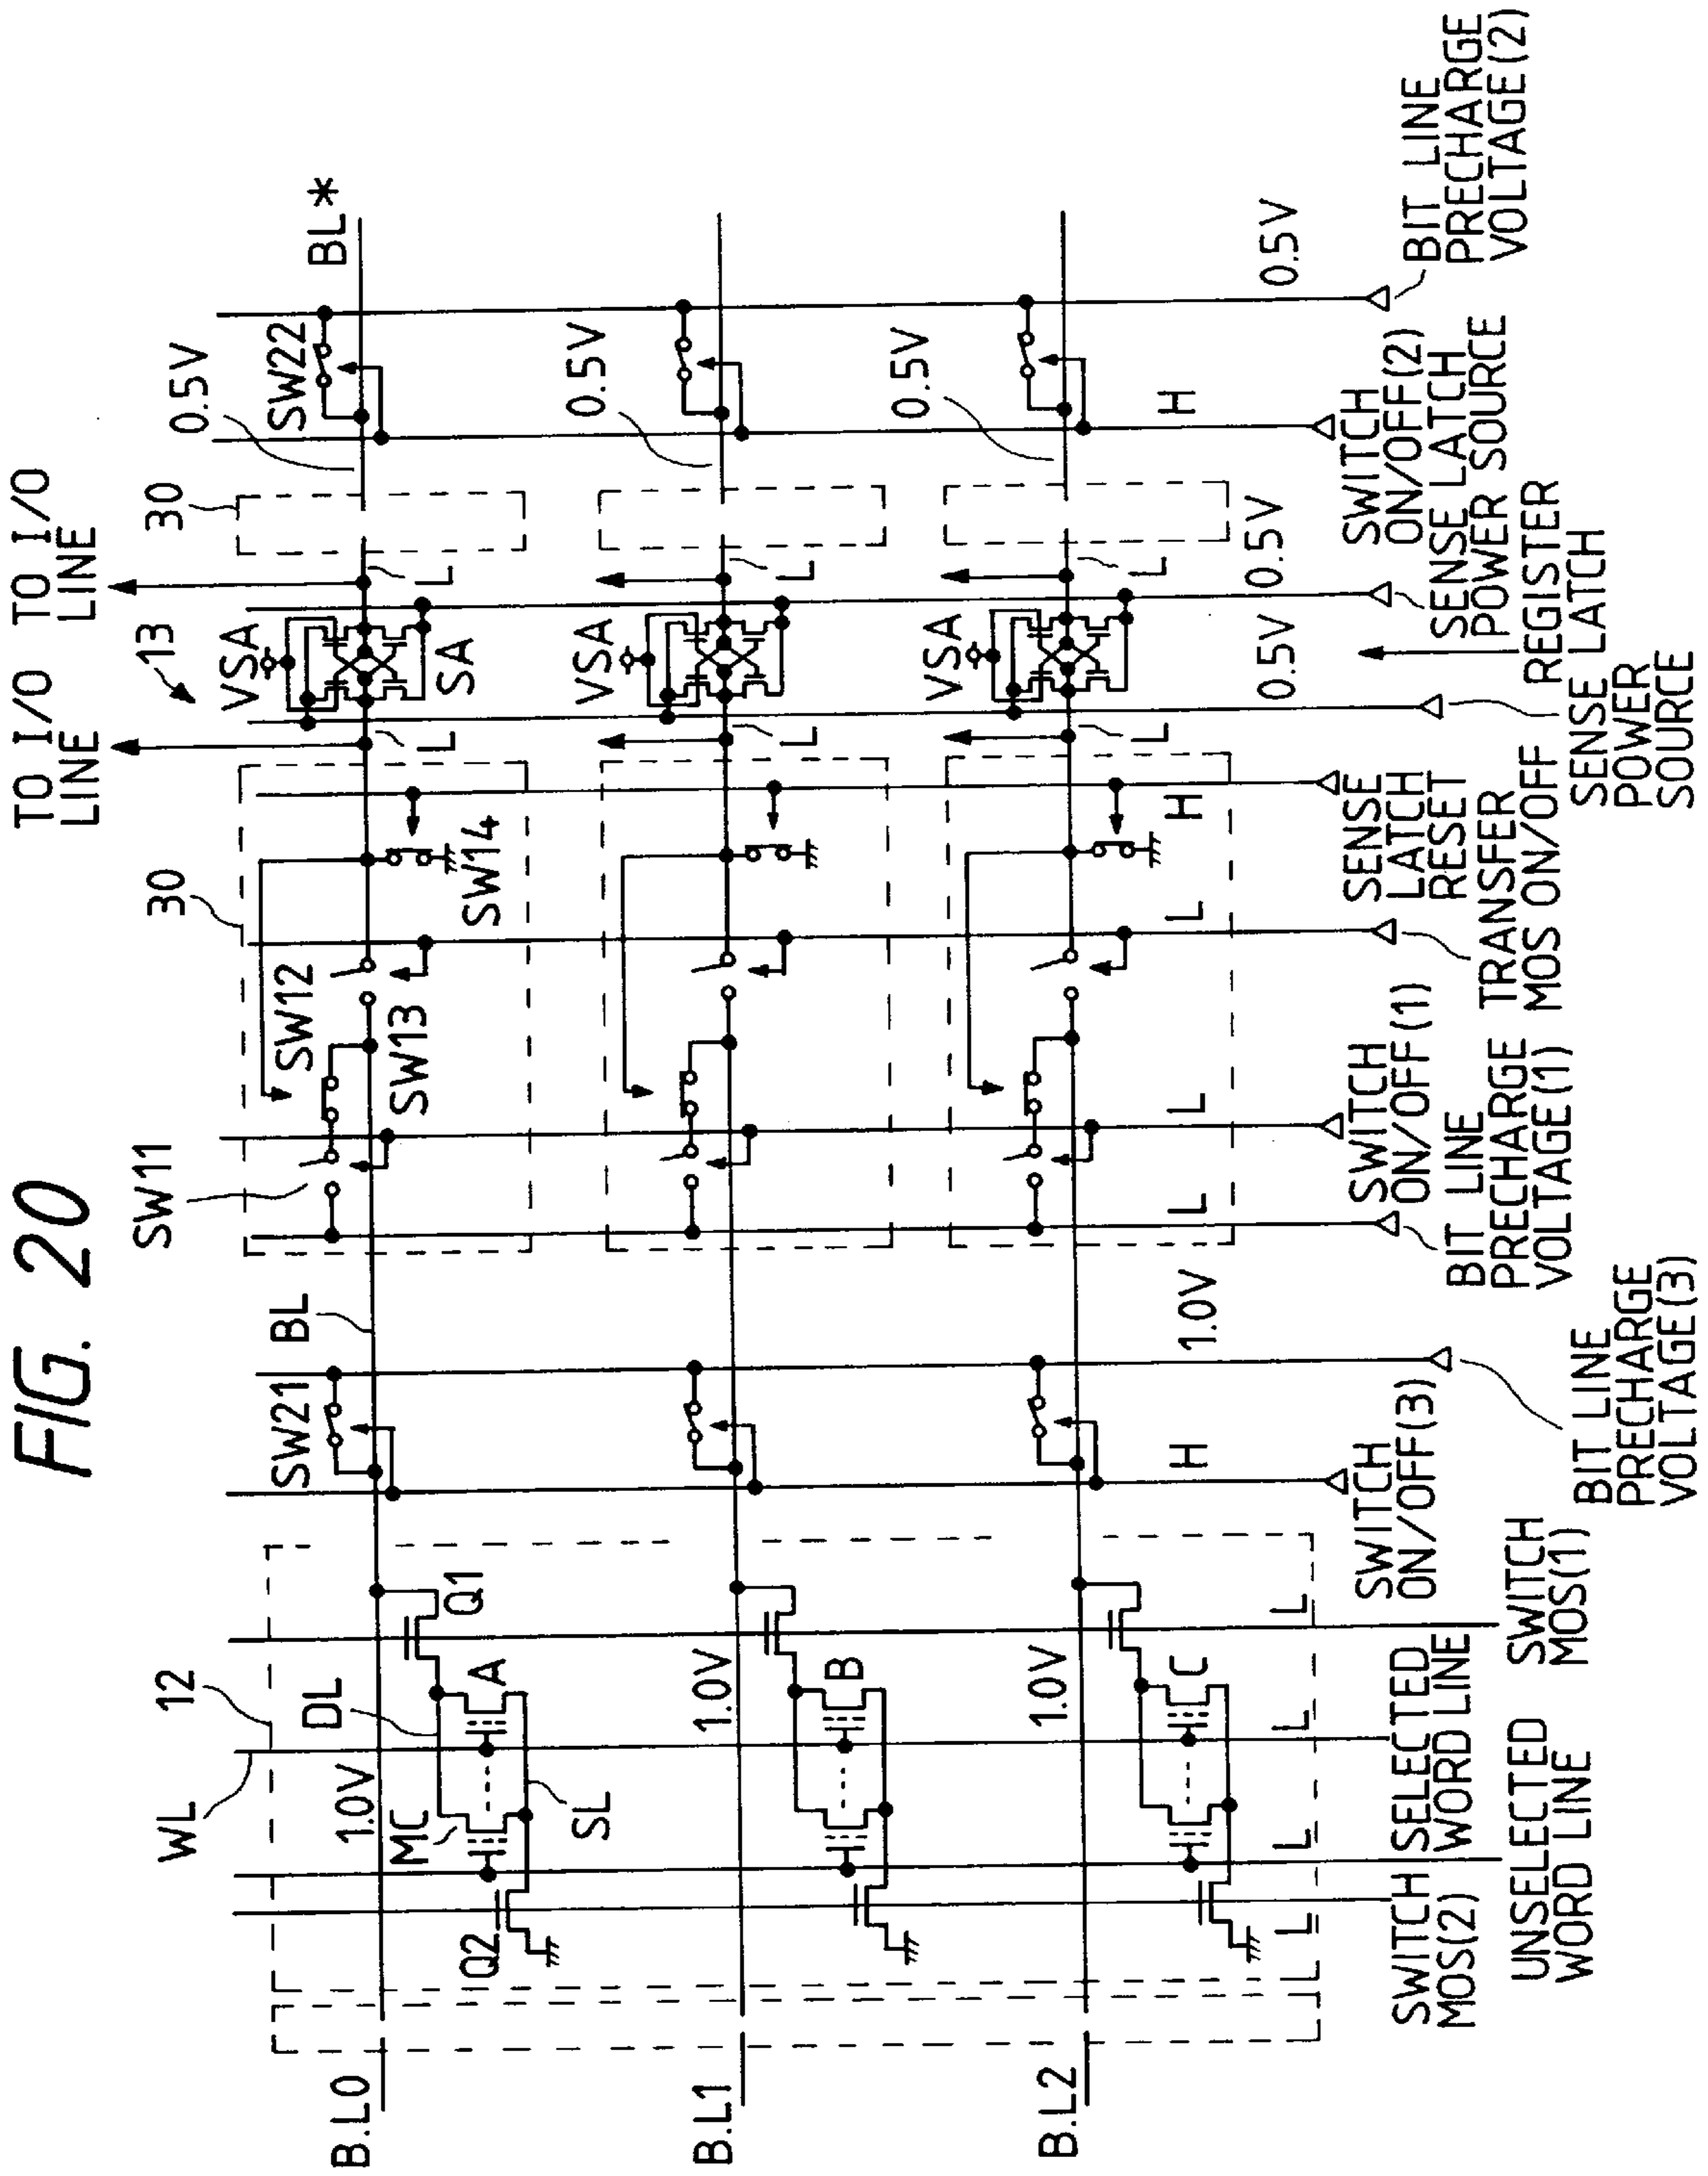 FIG. 20
TO I/O
LINE
TO I/O
LINE
13
12
WL
SW11
30
30
0.5V
BL*
B.L0
1.0V
MC
DL
A
Q1
Q2
SL
SW21
BL
SW12
SW13
SW14
L
VSA
SA
L
SW22
B.L1
1.0V
B
L
VSA
L
0.5V
B.L2
1.0V
C
L
VSA
L
0.5V
L
L
L
L
H
1.0V
L
L
L
H
0.5V
0.5V
H
0.5V
SWITCH
MOS(2)
UNSELECTED
WORD LINE
SELECTED
WORD LINE
SWITCH
MOS(1)
SWITCH
ON/OFF(3)
BIT LINE
PRECHARGE
VOLTAGE(3)
BIT LINE
PRECHARGE
VOLTAGE(1)
SWITCH
ON/OFF(1)
TRANSFER
MOS ON/OFF
SENSE
LATCH
RESET
SENSE LATCH
POWER
SOURCE
REGISTER
SENSE LATCH
POWER SOURCE
SWITCH
ON/OFF(2)
BIT LINE
PRECHARGE
VOLTAGE(2)